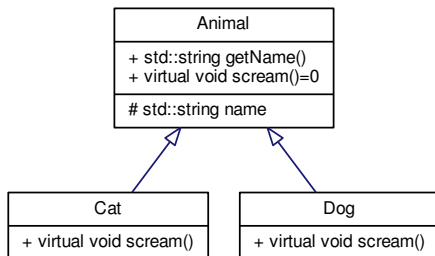 Animal
+ std::string getName()
+ virtual void scream()=0
# std::string name
Cat
+ virtual void scream()
Dog
+ virtual void scream()